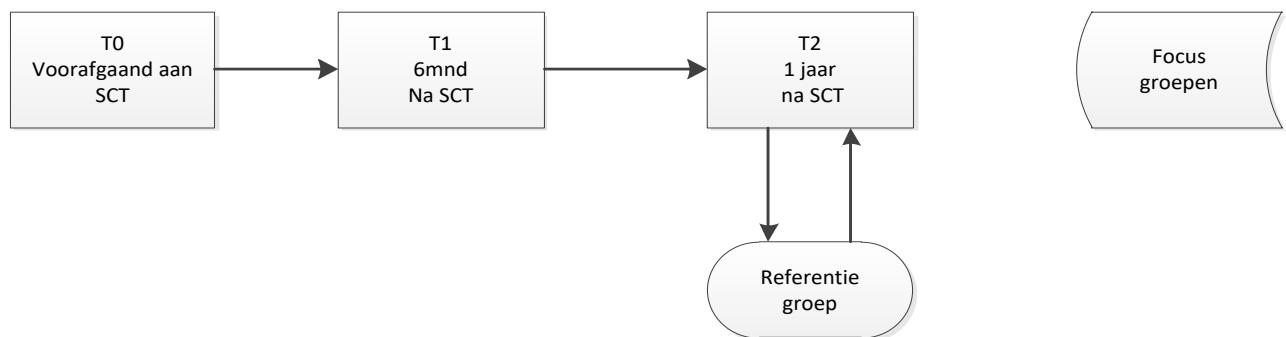 T0
Voorafgaand aan
SCT
T1
6mnd
Na SCT
T2
1 jaar
na SCT
Focus
groepen
Referentie
groep